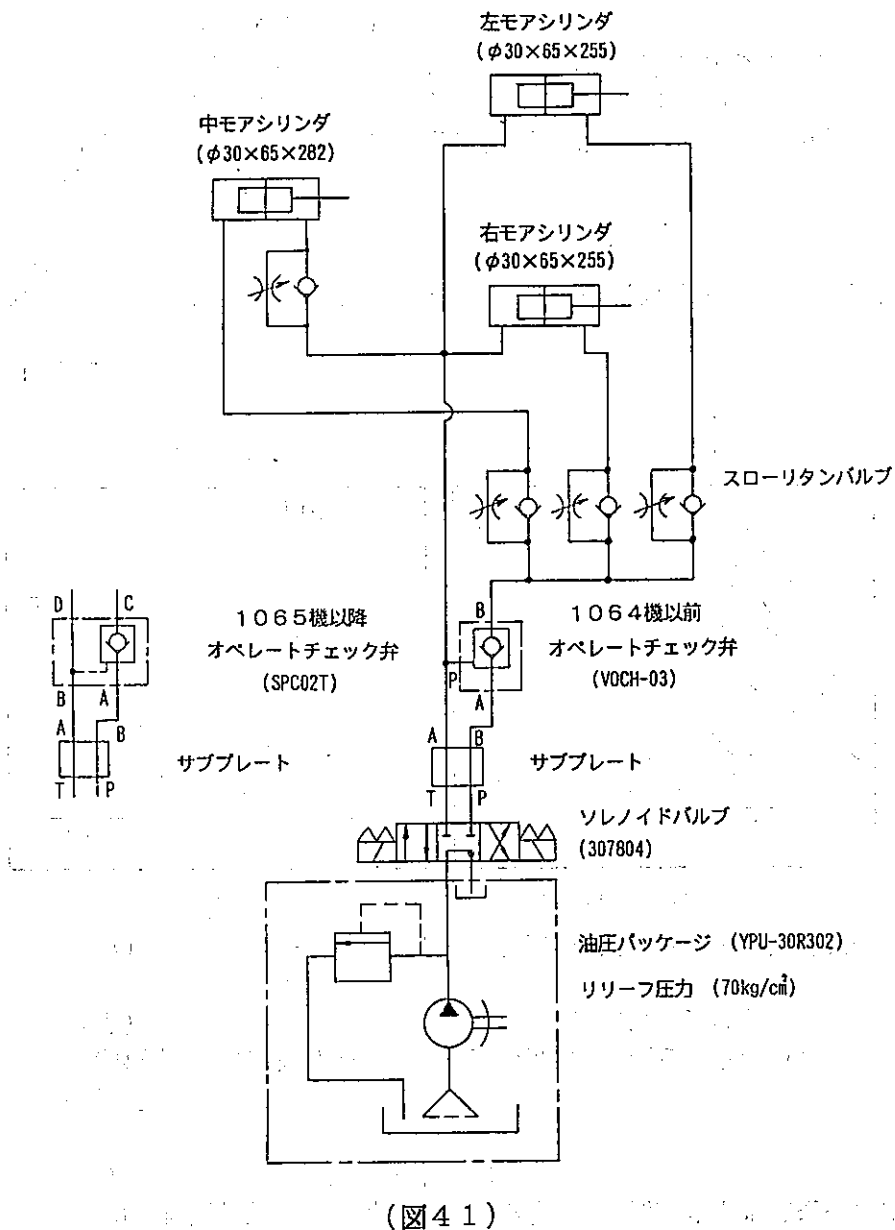 左モアシリンダ
(φ30×65×255)
中モアシリンダ
(φ30×65×282)
右モアシリンダ
(φ30×65×255)
スローリタンバルブ
D C
1065機以降
オペレートチェック弁
(SPC02T)
B A
A B
サブプレート
T P
B
1064機以前
オペレートチェック弁
(VOCH-03)
P
A
A B
サブプレート
T P
ソレノイドバルブ
(307804)
油圧パッケージ (YPU-30R302)
リリーフ圧力 (70kg/cm²)
(図41)